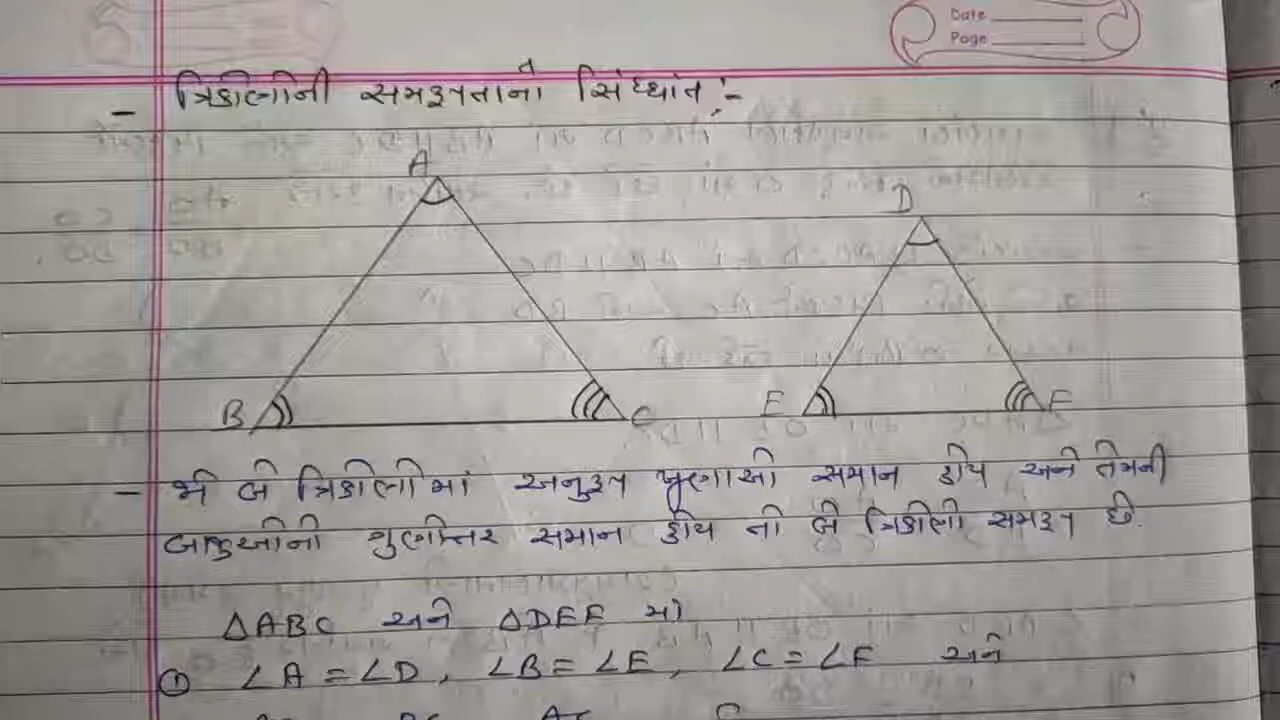 Date
Page
- ત્રિકોણોની સમરૂપતાનો સિધ્ધાંત :-
A
D
B
C
E
F
- જો બે ત્રિકોણોમાં અનુરૂપ ખૂણાઓ સમાન હોય અને તેમની
બાજુઓનો ગુણોત્તર સમાન હોય તો બે ત્રિકોણો સમરૂપ છે.
△ABC અને △DEF માં
① ∠A = ∠D, ∠B = ∠E, ∠C = ∠F અને